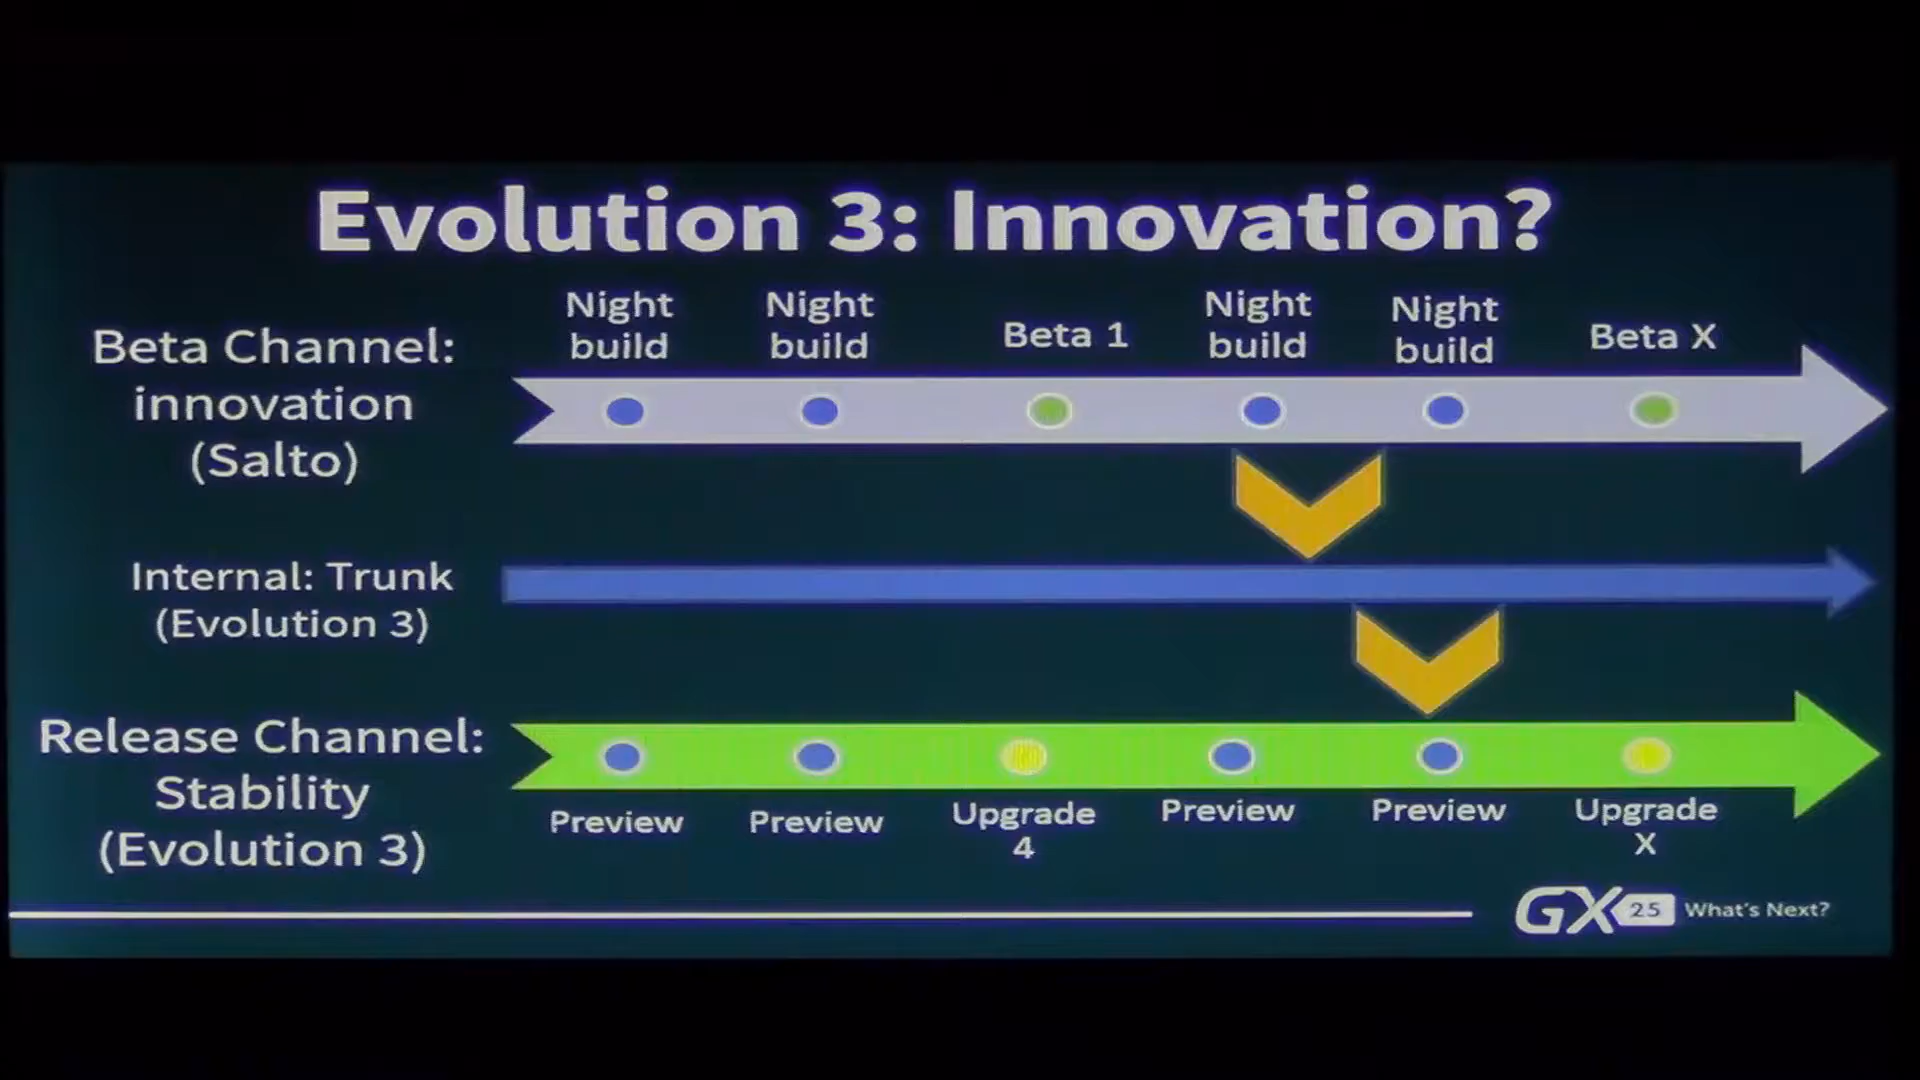 Evolution 3: Innovation?
Night
build
Night
build
Beta 1
Night
build
Night
build
Beta X
Beta Channel:
innovation
(Salto)
Internal: Trunk
(Evolution 3)
Release Channel:
Stability
(Evolution 3)
Preview
Preview
Upgrade
4
Preview
Preview
Upgrade
X
GX 25 What's Next?